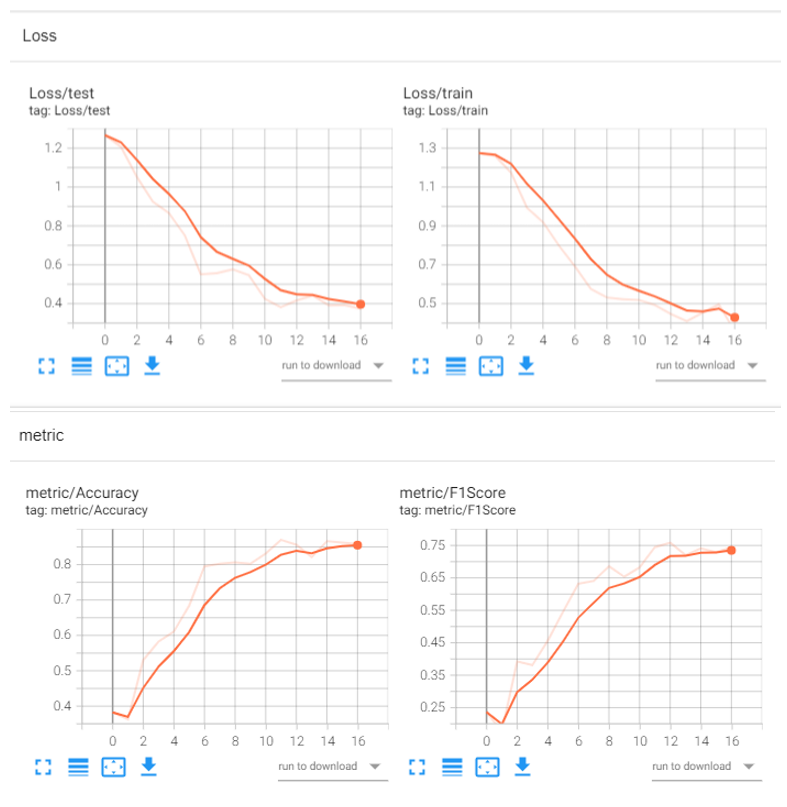 Loss
Loss/test
tag: Loss/test
1.2
1
0.8
0.6
0.4
0 2 4 6 8 10 12 14 16
run to download
Loss/train
tag: Loss/train
1.3
1.1
0.9
0.7
0.5
0 2 4 6 8 10 12 14 16
run to download
metric
metric/Accuracy
tag: metric/Accuracy
0.8
0.7
0.6
0.5
0.4
0 2 4 6 8 10 12 14 16
run to download
metric/F1Score
tag: metric/F1Score
0.75
0.65
0.55
0.45
0.35
0.25
0 2 4 6 8 10 12 14 16
run to download